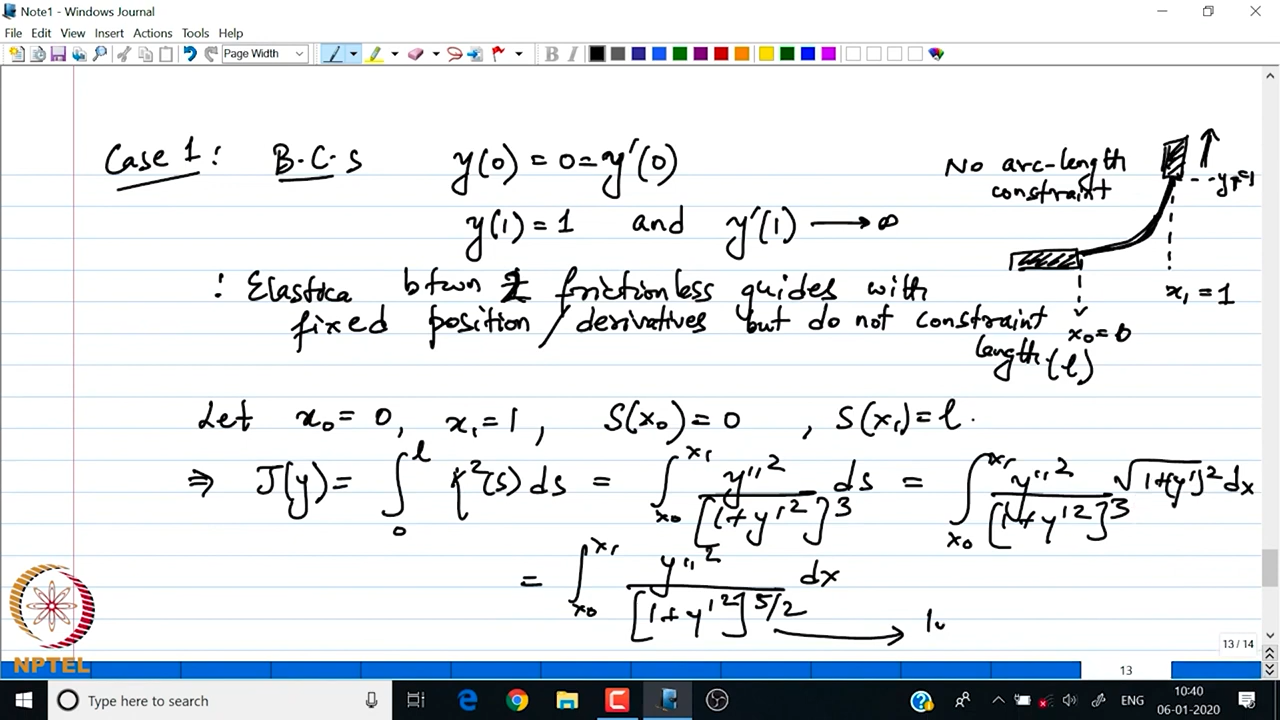 Note1 - Windows Journal
File Edit View Insert Actions Tools Help
Page Width
B I
Case 1 : B.C.s y(0) = 0 = y'(0)
y(1) = 1 and y'(1) → ∞
No arc-length
constraint
x₁ = 1
x₀ = 0
: Elastica btwn 2 frictionless guides with
fixed position / derivatives but do not constraint
length (l)
Let x₀ = 0, x₁ = 1, S(x₀) = 0, S(x₁) = l.
⇒ J(y) = ∫₀^l κ²(s) ds = ∫_{x₀}^{x₁} y''²/[1+y'²]³ ds = ∫_{x₀}^{x₁} y''²/[1+y'²]³ √1+(y')² dx
= ∫_{x₀}^{x₁} y''²/[1+y'²]^{5/2} dx →
13 / 14
NPTEL
13
Type here to search
ENG
10:40
06-01-2020